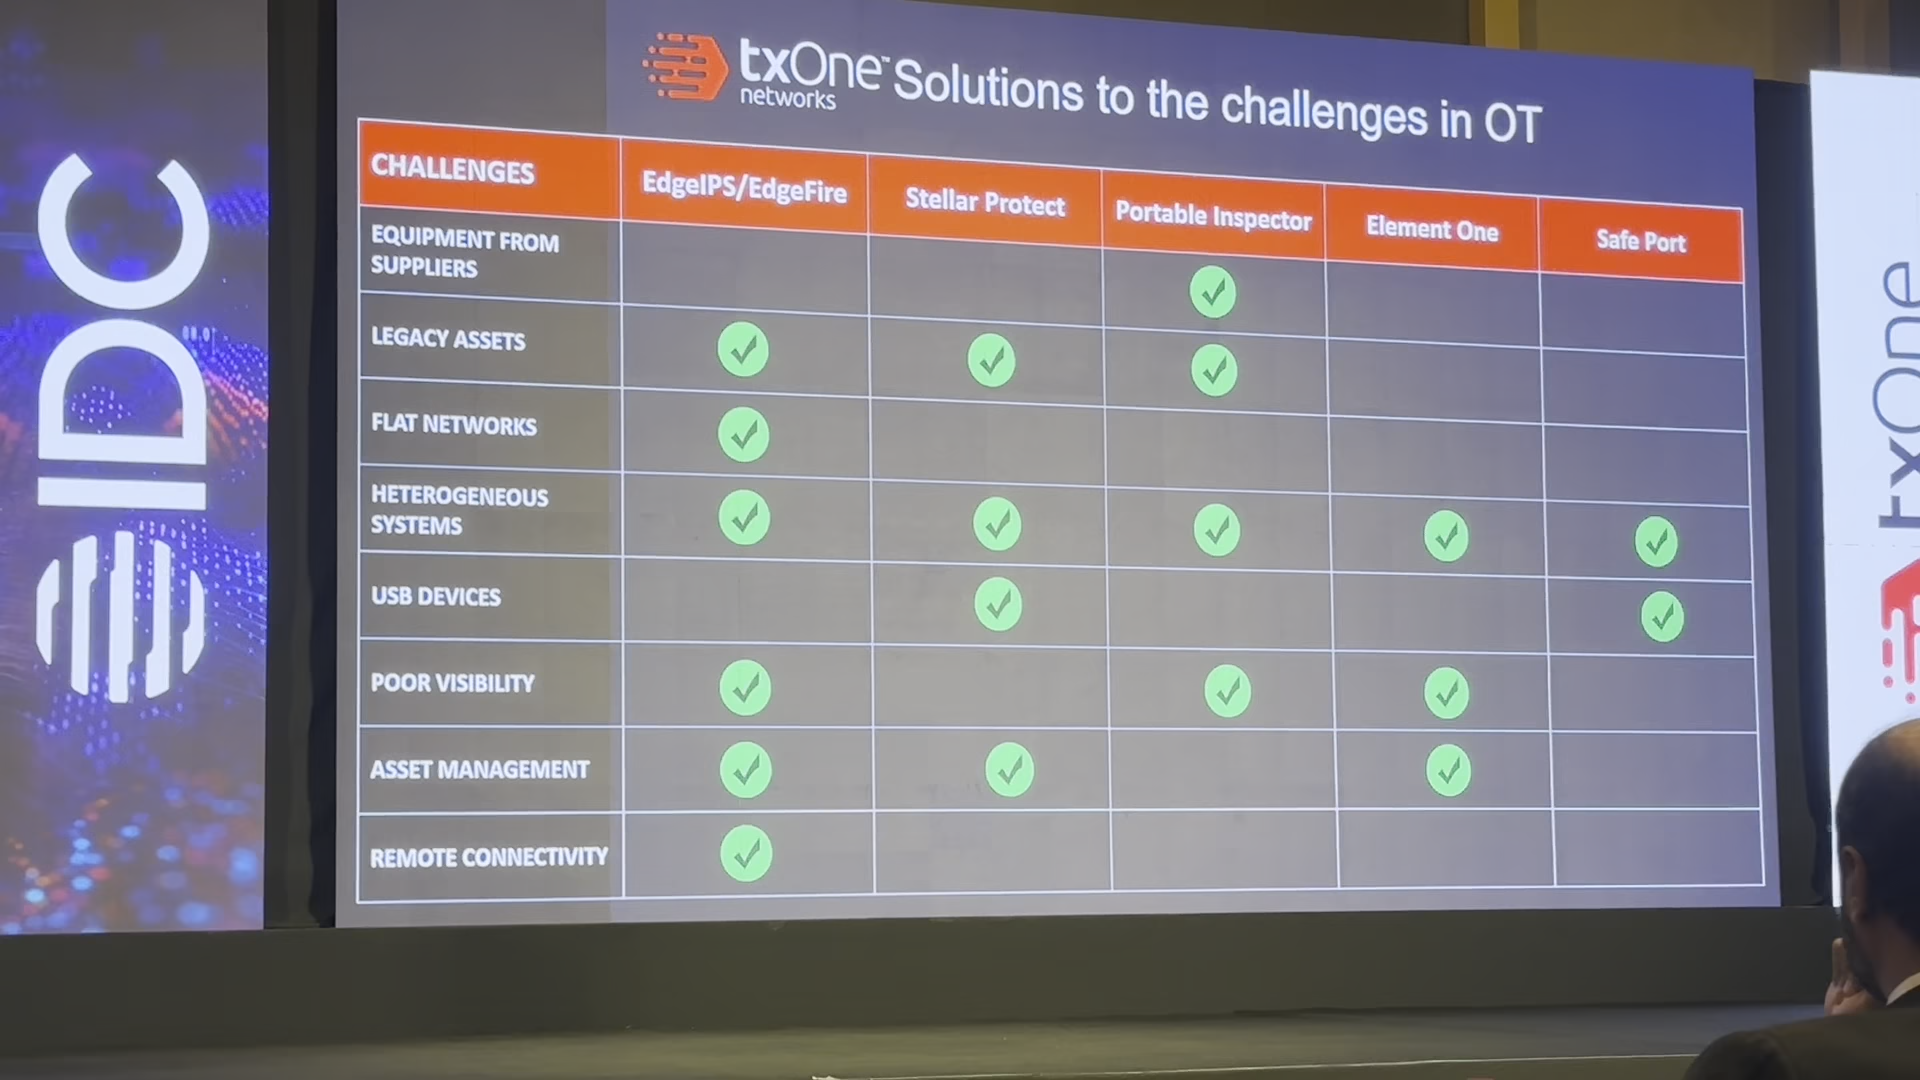 IDC
txOne™ Solutions to the challenges in OT
networks
CHALLENGES
EdgeIPS/EdgeFire
Stellar Protect
Portable Inspector
Element One
Safe Port
EQUIPMENT FROM
SUPPLIERS
LEGACY ASSETS
FLAT NETWORKS
HETEROGENEOUS
SYSTEMS
USB DEVICES
POOR VISIBILITY
ASSET MANAGEMENT
REMOTE CONNECTIVITY
txOne